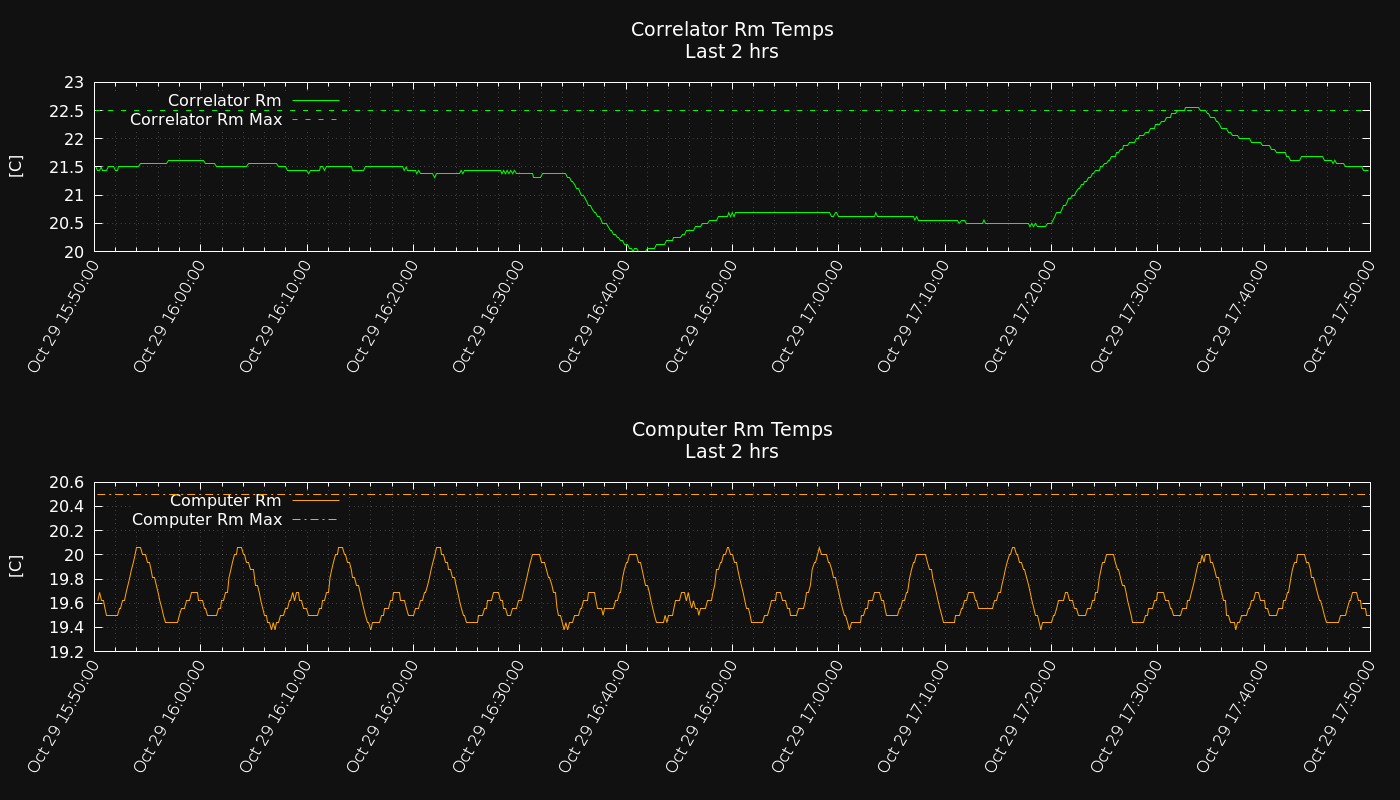 Correlator Rm Temps
Last 2 hrs
23
22.5
22
21.5
21
20.5
20
[C]
Correlator Rm
Correlator Rm Max
Oct 29 15:50:00
Oct 29 16:00:00
Oct 29 16:10:00
Oct 29 16:20:00
Oct 29 16:30:00
Oct 29 16:40:00
Oct 29 16:50:00
Oct 29 17:00:00
Oct 29 17:10:00
Oct 29 17:20:00
Oct 29 17:30:00
Oct 29 17:40:00
Oct 29 17:50:00
Computer Rm Temps
Last 2 hrs
20.6
20.4
20.2
20
19.8
19.6
19.4
19.2
[C]
Computer Rm
Computer Rm Max
Oct 29 15:50:00
Oct 29 16:00:00
Oct 29 16:10:00
Oct 29 16:20:00
Oct 29 16:30:00
Oct 29 16:40:00
Oct 29 16:50:00
Oct 29 17:00:00
Oct 29 17:10:00
Oct 29 17:20:00
Oct 29 17:30:00
Oct 29 17:40:00
Oct 29 17:50:00